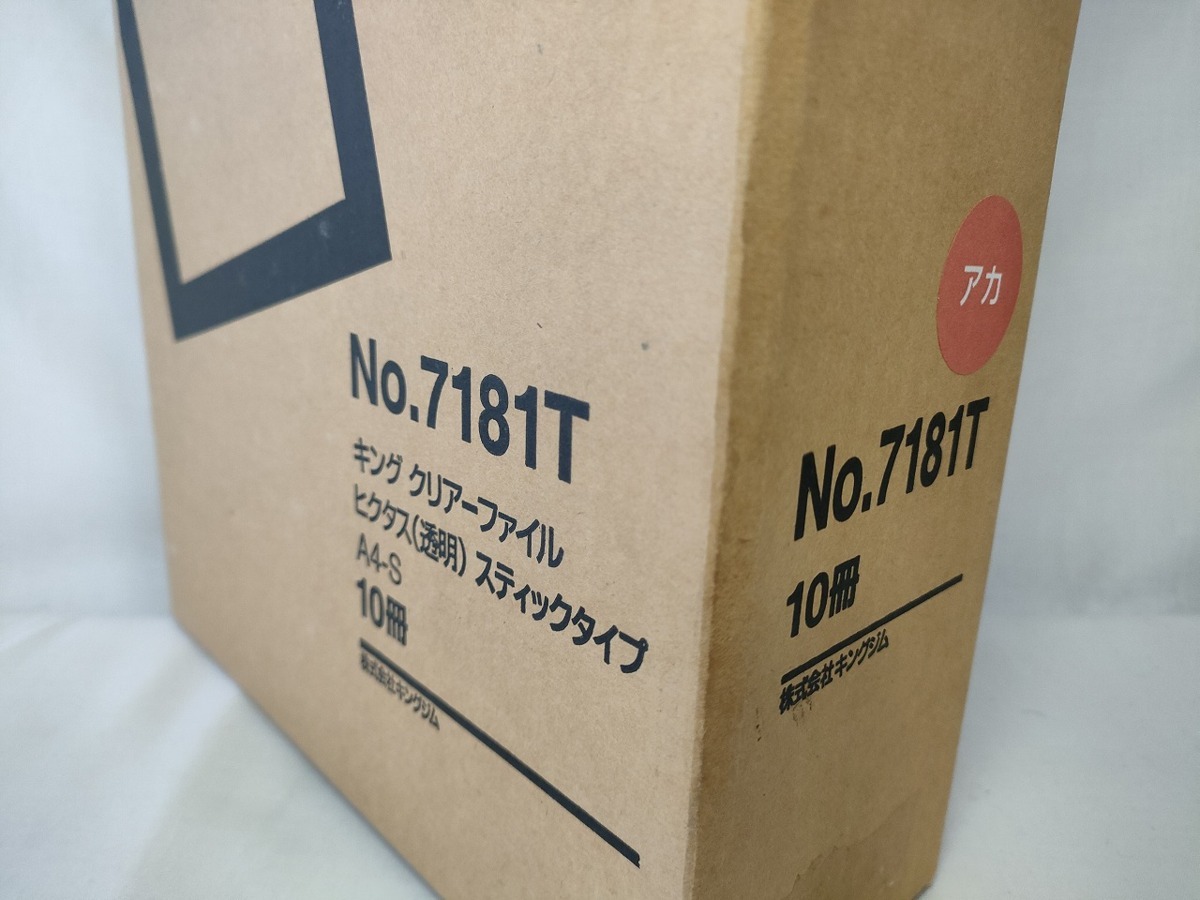 No.7181T
キング クリアーファイル
ヒクタス(透明) スティックタイプ
A4-S
10冊
株式会社キングジム
アカ
No.7181T
10冊
株式会社キングジム